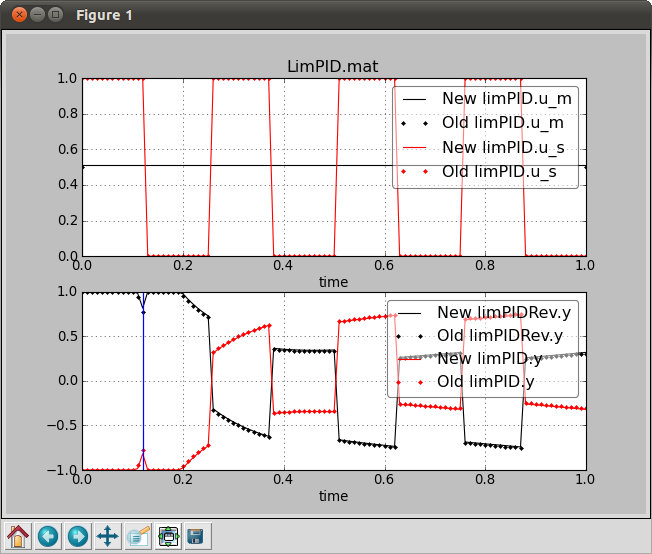 Figure 1
LimPID.mat
1.0
0.8
0.6
0.4
0.2
0.0
New limPID.u_m
Old limPID.u_m
New limPID.u_s
Old limPID.u_s
0.0 0.2 0.4 0.6 0.8 1.0
time
1.0
0.5
0.0
−0.5
−1.0
New limPIDRev.y
Old limPIDRev.y
New limPID.y
Old limPID.y
0.0 0.2 0.4 0.6 0.8 1.0
time